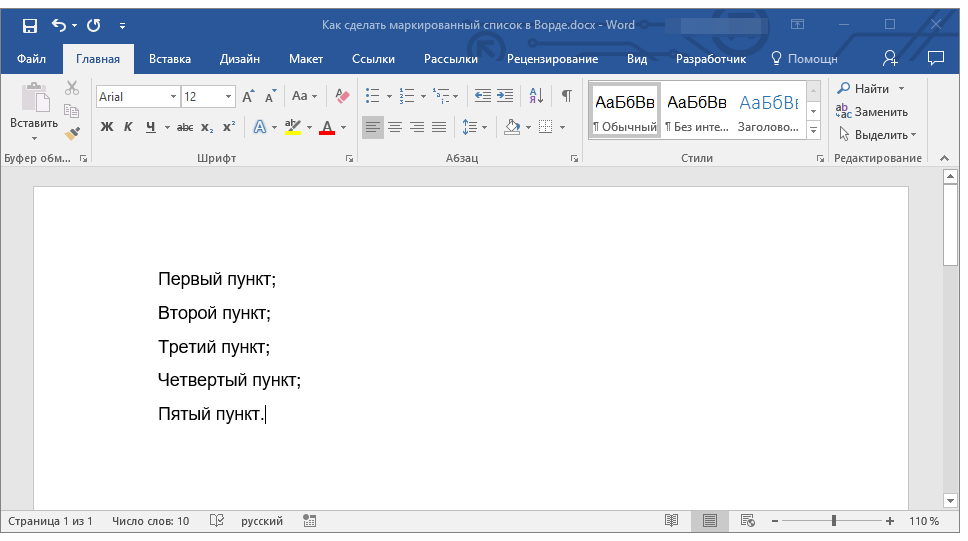 Как сделать маркированный список в Ворде.docx - Word
Файл Главная Вставка Дизайн Макет Ссылки Рассылки Рецензирование Вид Разработчик Помощн
Вставить
Arial 12
Aa
Ж К Ч abc x₂ x²
А ab А
А Я
АаБбВв АаБбВв АаБбВı
¶ Обычный ¶ Без инте... Заголово...
Найти
Заменить
Выделить
Буфер обм... Шрифт Абзац Стили Редактирование
Первый пункт;
Второй пункт;
Третий пункт;
Четвертый пункт;
Пятый пункт.
Страница 1 из 1 Число слов: 10 русский 110 %